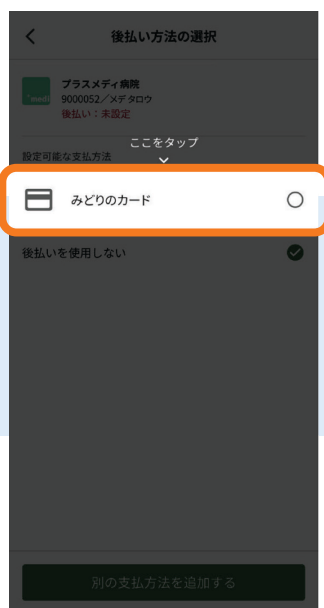 後払い方法の選択
プラスメディ病院
medi
9000052／メデタロウ
後払い：未設定
ここをタップ
設定可能な支払方法
みどりのカード
後払いを使用しない
別の支払方法を追加する